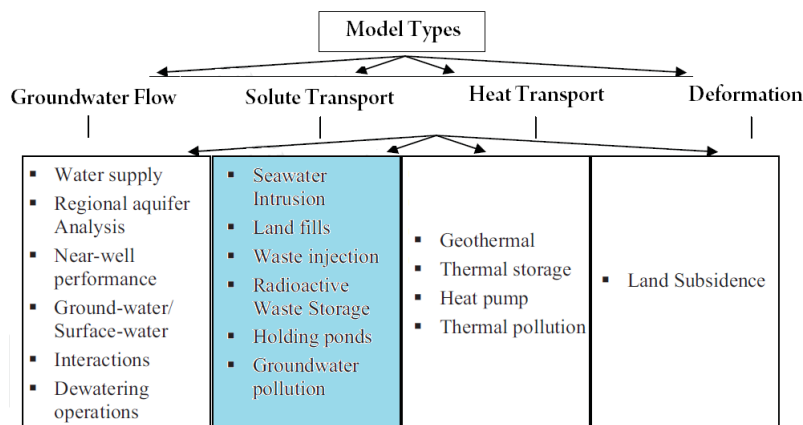 Model Types
Groundwater Flow
Solute Transport
Heat Transport
Deformation
▪ Water supply
▪ Regional aquifer
Analysis
▪ Near-well
performance
▪ Ground-water/
Surface-water
▪ Interactions
▪ Dewatering
operations
▪ Seawater
Intrusion
▪ Land fills
▪ Waste injection
▪ Radioactive
Waste Storage
▪ Holding ponds
▪ Groundwater
pollution
▪ Geothermal
▪ Thermal storage
▪ Heat pump
▪ Thermal pollution
▪ Land Subsidence